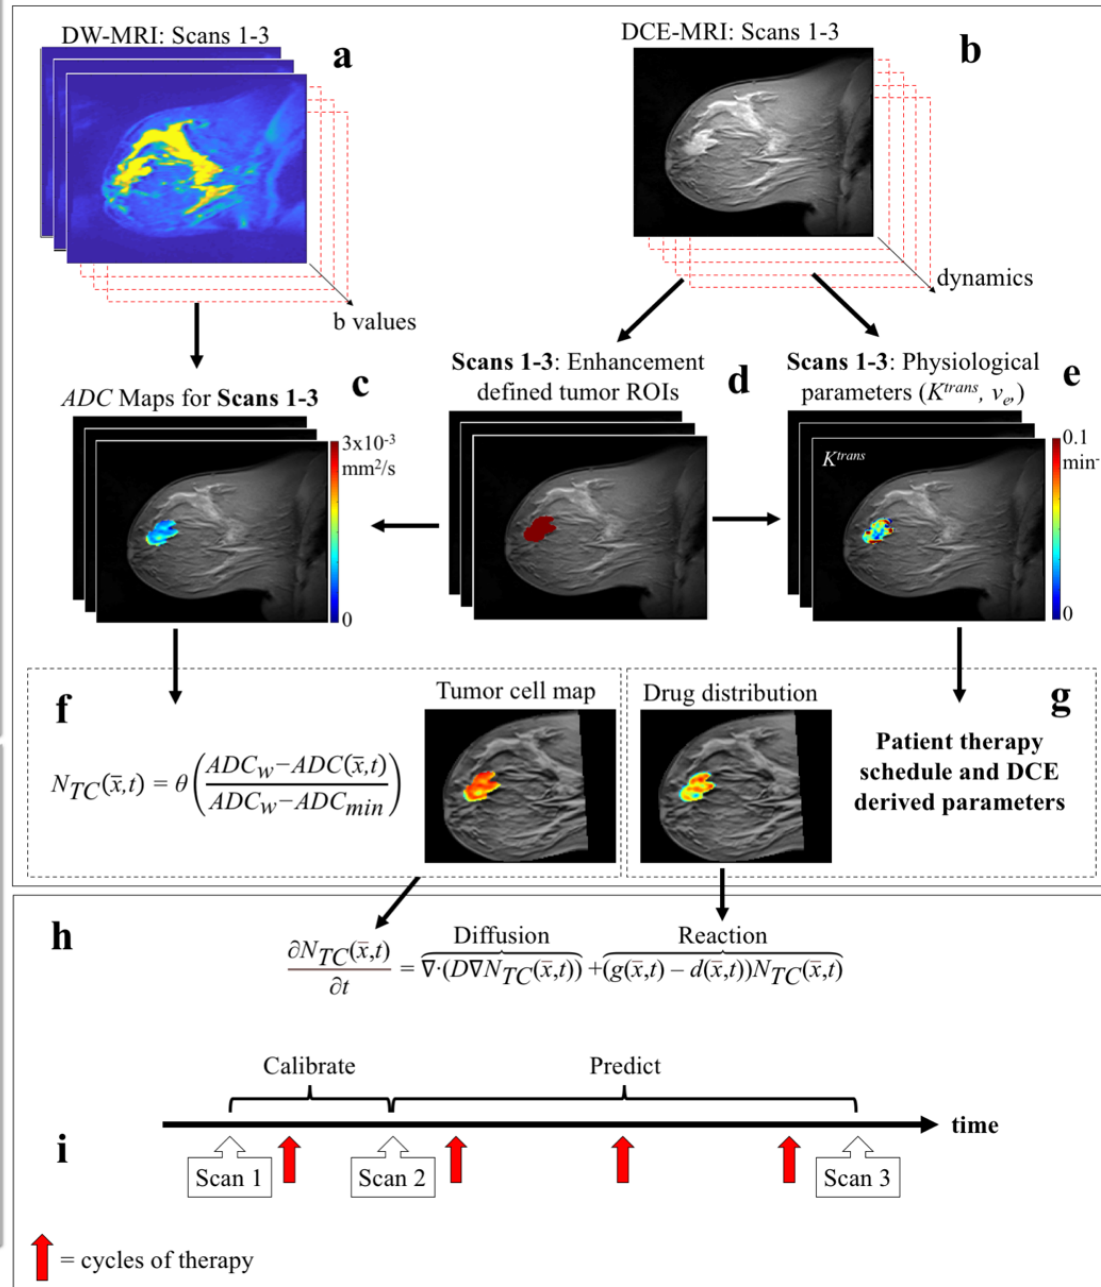 DW-MRI: Scans 1-3
a
b values
DCE-MRI: Scans 1-3
b
dynamics
ADC Maps for Scans 1-3
c
3x10⁻³
mm²/s
0
Scans 1-3: Enhancement
defined tumor ROIs
d
Scans 1-3: Physiological
parameters (K^trans, v_e,)
e
K^trans
0.1
min-
0
f
N_TC(x̄,t) = θ(ADC_w−ADC(x̄,t) / ADC_w−ADC_min)
Tumor cell map
Drug distribution
g
Patient therapy
schedule and DCE
derived parameters
h
Diffusion
Reaction
∂N_TC(x̄,t)/∂t = ∇·(D∇N_TC(x̄,t)) +(g(x̄,t) – d(x̄,t))N_TC(x̄,t)
Calibrate
Predict
time
i
Scan 1
Scan 2
Scan 3
= cycles of therapy